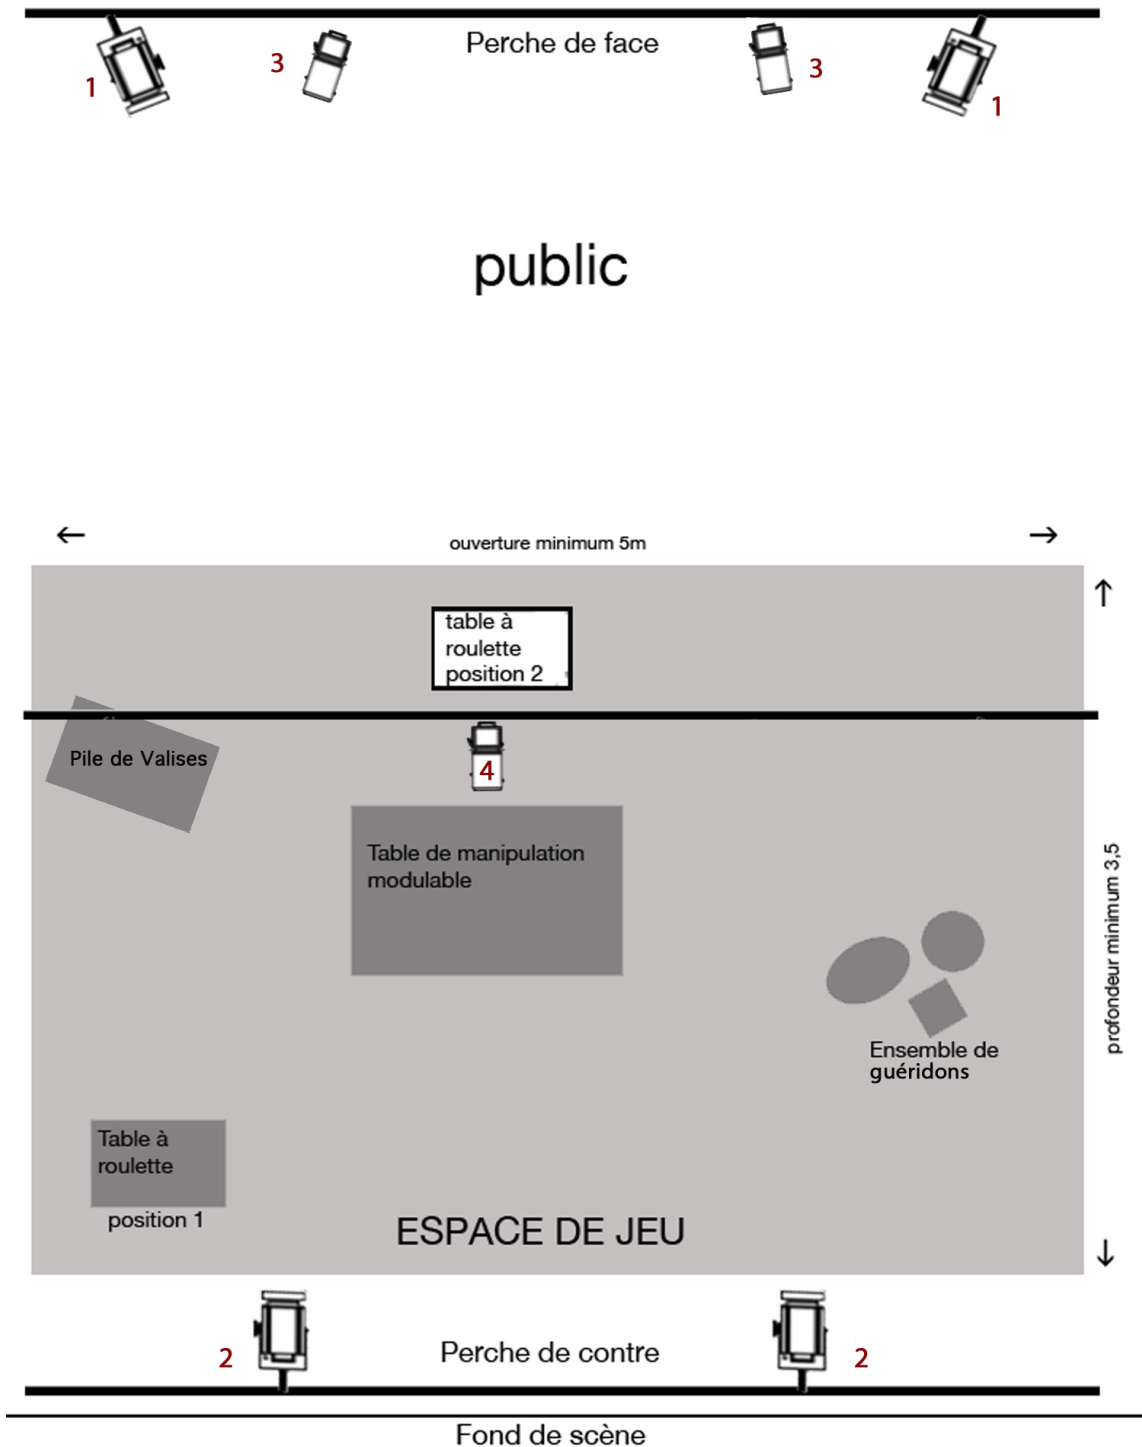 Perche de face
1
3
3
1
public
← →
ouverture minimum 5m
↑
table à
roulette
position 2
Pile de Valises
4
Table de manipulation
modulable
profondeur minimum 3,5
Ensemble de
guéridons
Table à
roulette
position 1
ESPACE DE JEU
↓
2
Perche de contre
2
Fond de scène